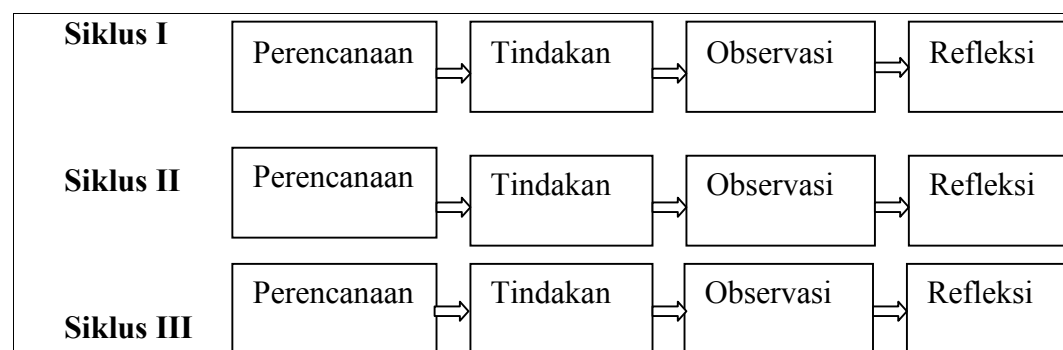 Siklus I
Perencanaan Tindakan Observasi Refleksi
Siklus II
Perencanaan Tindakan Observasi Refleksi
Perencanaan Tindakan Observasi Refleksi
Siklus III